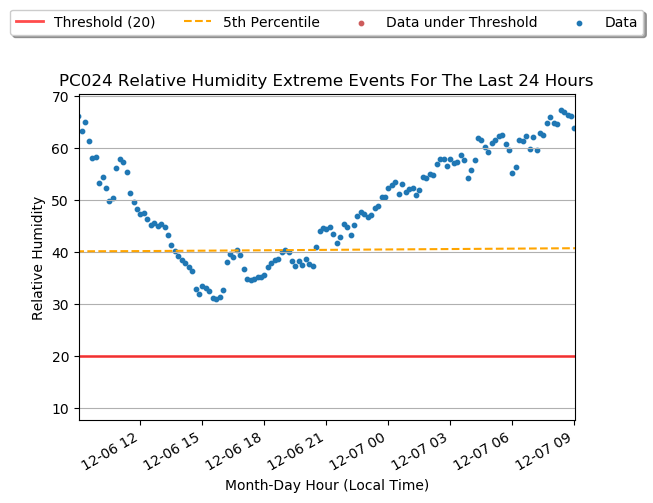 Threshold (20) 5th Percentile Data under Threshold Data
PC024 Relative Humidity Extreme Events For The Last 24 Hours
70
60
50
40
30
20
10
Relative Humidity
12-06 12 12-06 15 12-06 18 12-06 21 12-07 00 12-07 03 12-07 06 12-07 09
Month-Day Hour (Local Time)